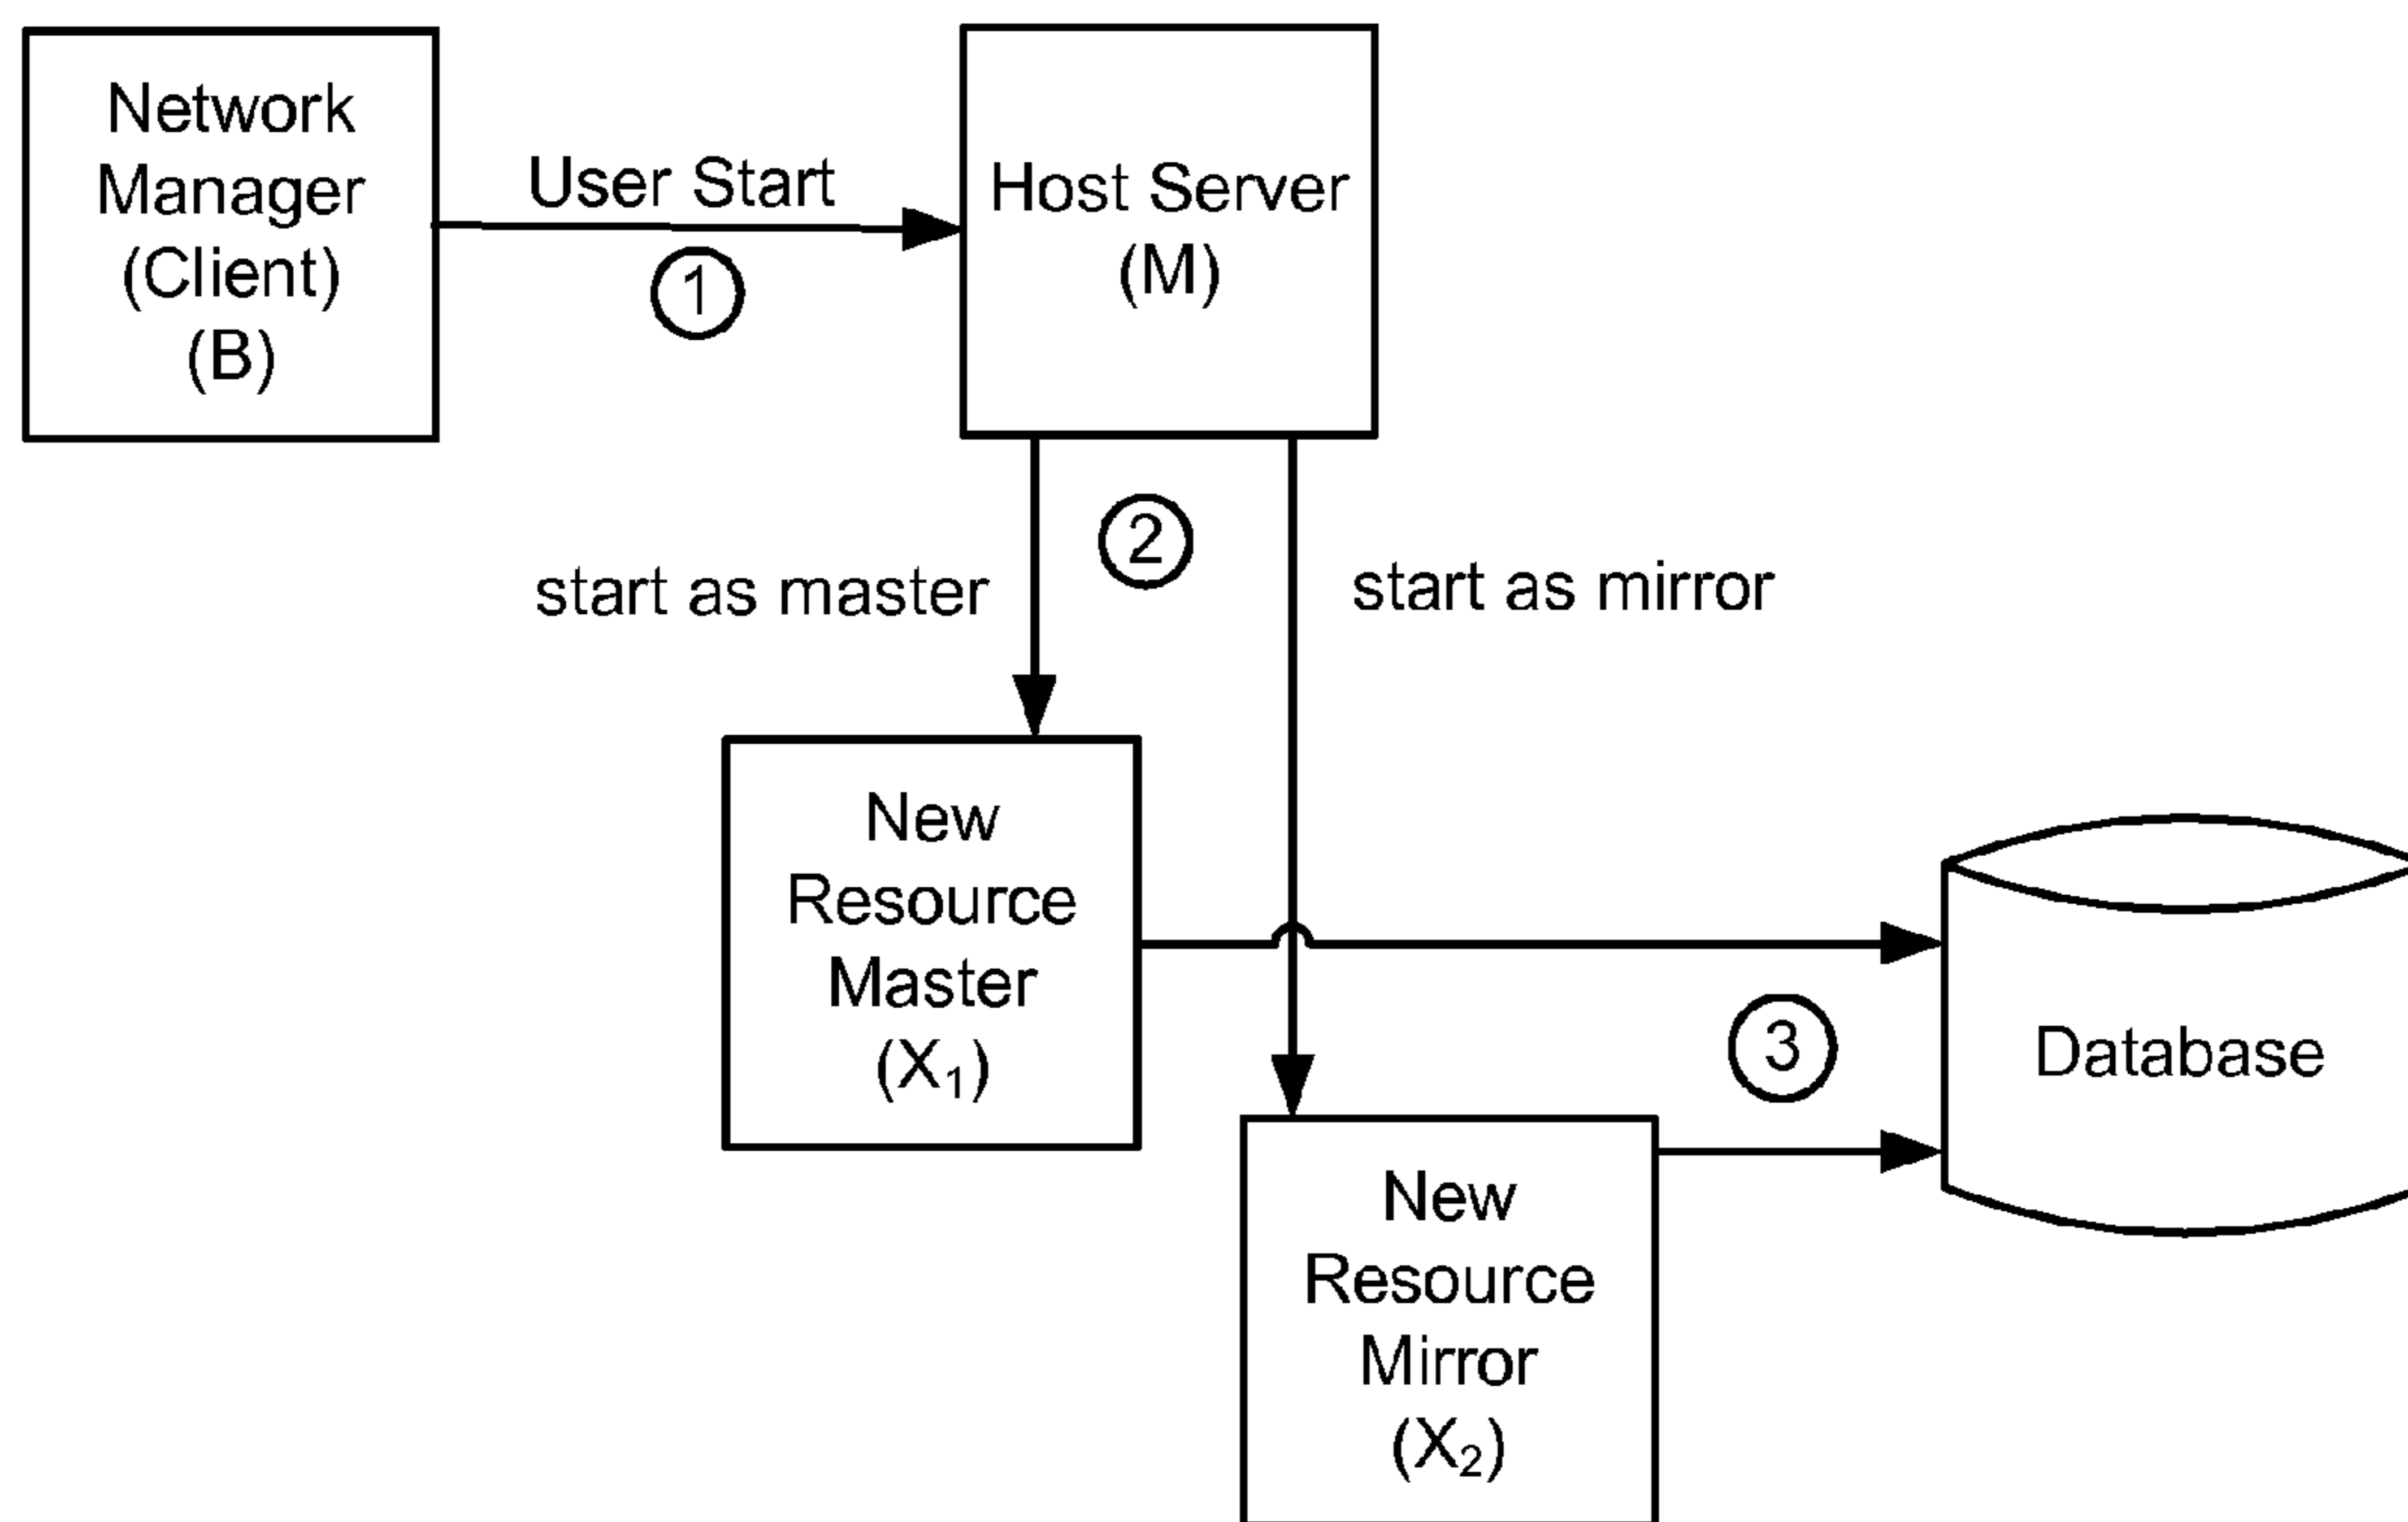 Network
Manager
(Client)
(B)
User Start
1
Host Server
(M)
2
start as master
start as mirror
New
Resource
Master
(X₁)
3
Database
New
Resource
Mirror
(X₂)